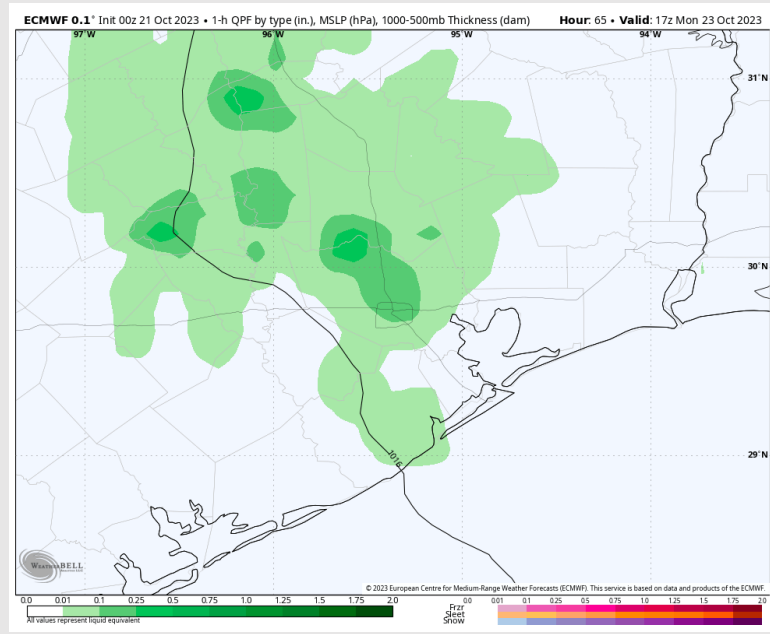 ECMWF 0.1° Init 00z 21 Oct 2023 • 1-h QPF by type (in.), MSLP (hPa), 1000-500mb Thickness (dam) Hour: 65 • Valid: 17z Mon 23 Oct 2023
97°W 96°W 95°W 94°W
31°N
30°N
29°N
1016
WEATHERBELL
© 2023 European Centre for Medium-Range Weather Forecasts (ECMWF). This service is based on data and products of the ECMWF.
0.0 0.01 0.1 0.25 0.5 0.75 1.0 1.25 1.5 1.75 2.0
All values represent liquid equivalent
0.0 0.01 0.1 0.25 0.5 0.75 1.0 1.25 1.5 1.75 2.0
Frzr
Sleet
Snow